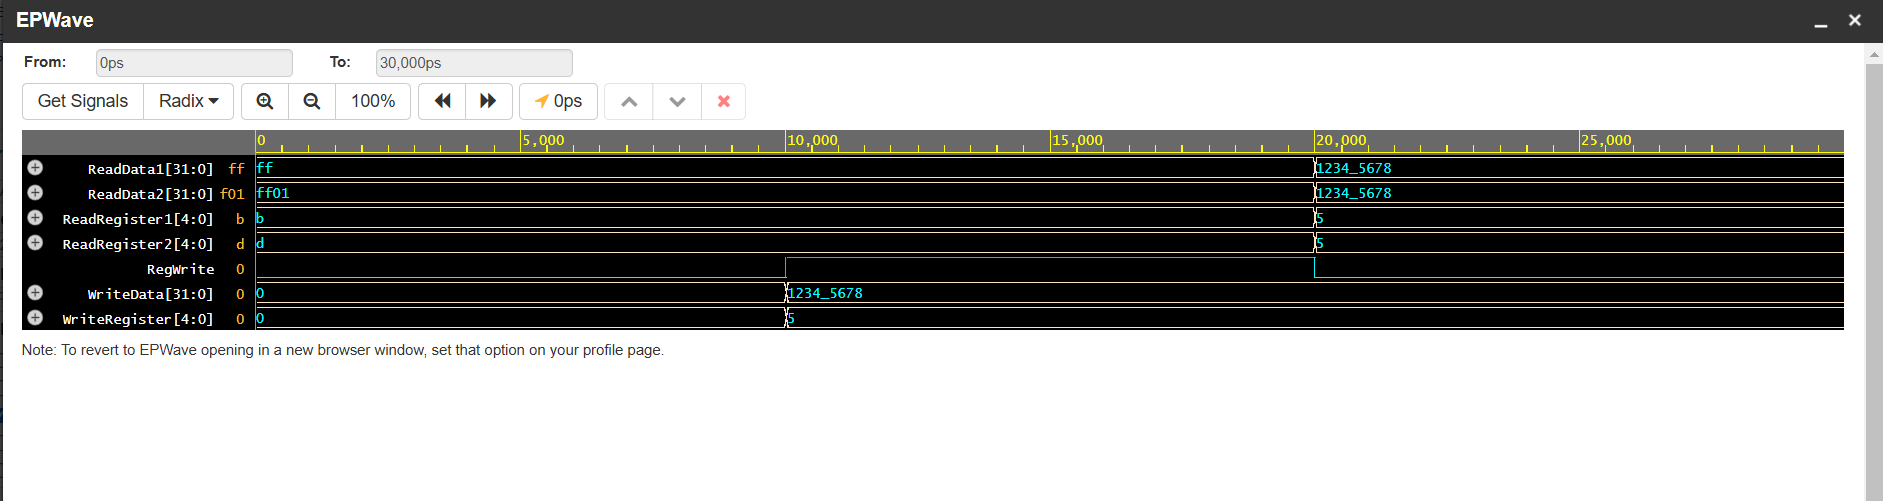 EPWave
From: 0ps To: 30,000ps
Get Signals Radix 100% 0ps
0 5,000 10,000 15,000 20,000 25,000
ReadData1[31:0] ff ff 1234_5678
ReadData2[31:0] f01 ff01 1234_5678
ReadRegister1[4:0] b b 5
ReadRegister2[4:0] d d 5
RegWrite 0
WriteData[31:0] 0 0 1234_5678
WriteRegister[4:0] 0 0 5
Note: To revert to EPWave opening in a new browser window, set that option on your profile page.